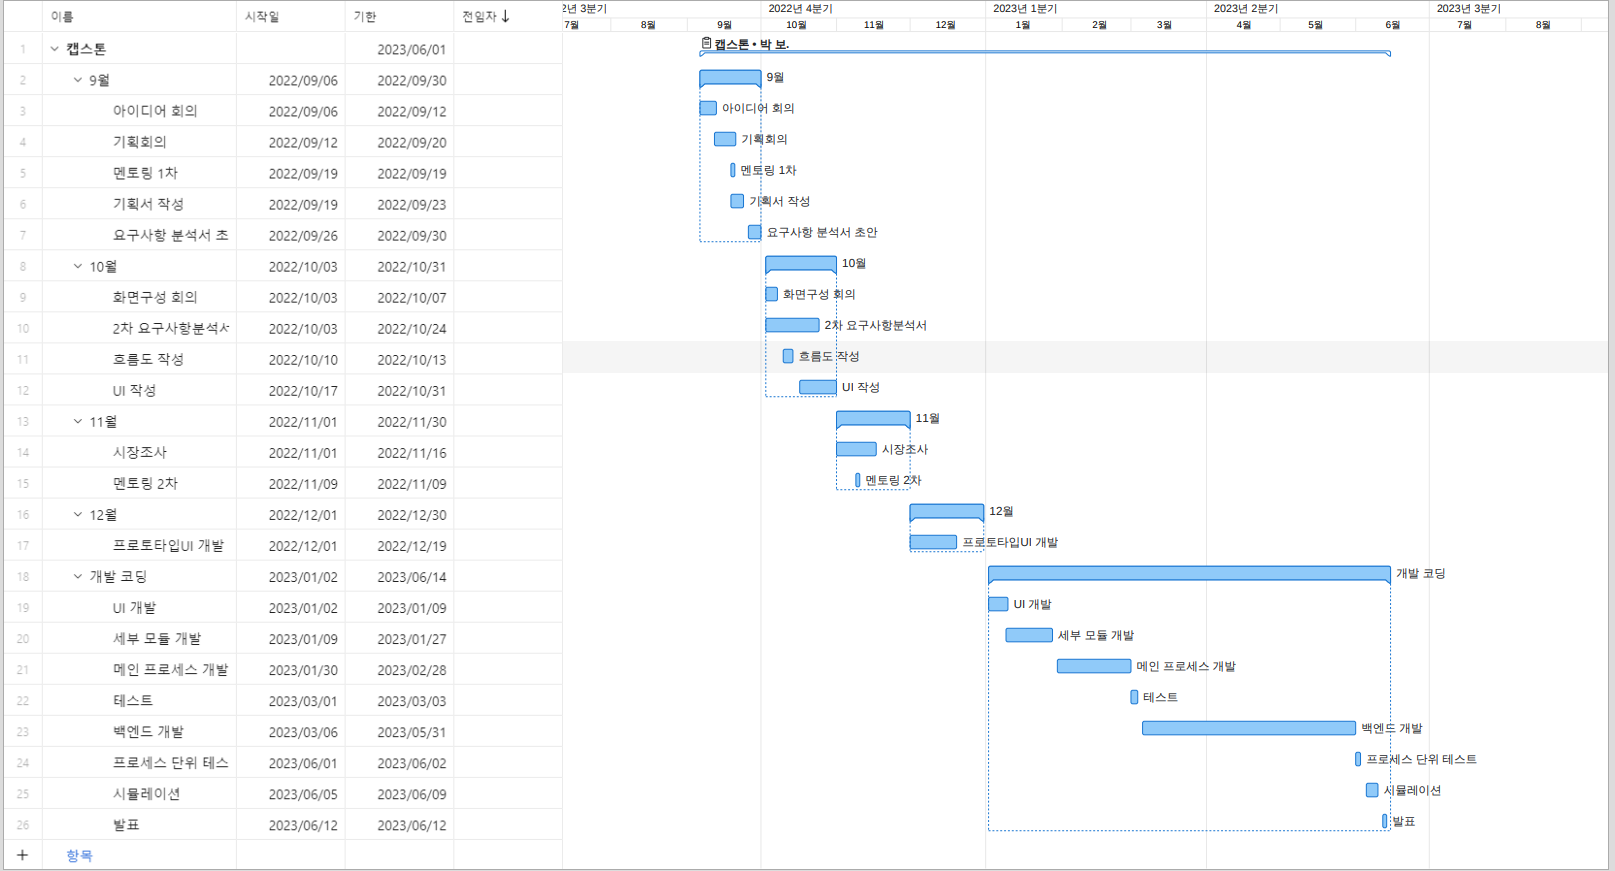 이름 시작일 기한 전임자 ↓
2년 3분기 2022년 4분기 2023년 1분기 2023년 2분기 2023년 3분기
7월 8월 9월 10월 11월 12월 1월 2월 3월 4월 5월 6월 7월 8월
1 캡스톤 2023/06/01 캡스톤 • 박 보.
2 9월 2022/09/06 2022/09/30 9월
3 아이디어 회의 2022/09/06 2022/09/12 아이디어 회의
4 기획회의 2022/09/12 2022/09/20 기획회의
5 멘토링 1차 2022/09/19 2022/09/19 멘토링 1차
6 기획서 작성 2022/09/19 2022/09/23 기획서 작성
7 요구사항 분석서 초 2022/09/26 2022/09/30 요구사항 분석서 초안
8 10월 2022/10/03 2022/10/31 10월
9 화면구성 회의 2022/10/03 2022/10/07 화면구성 회의
10 2차 요구사항분석서 2022/10/03 2022/10/24 2차 요구사항분석서
11 흐름도 작성 2022/10/10 2022/10/13 흐름도 작성
12 UI 작성 2022/10/17 2022/10/31 UI 작성
13 11월 2022/11/01 2022/11/30 11월
14 시장조사 2022/11/01 2022/11/16 시장조사
15 멘토링 2차 2022/11/09 2022/11/09 멘토링 2차
16 12월 2022/12/01 2022/12/30 12월
17 프로토타입UI 개발 2022/12/01 2022/12/19 프로토타입UI 개발
18 개발 코딩 2023/01/02 2023/06/14 개발 코딩
19 UI 개발 2023/01/02 2023/01/09 UI 개발
20 세부 모듈 개발 2023/01/09 2023/01/27 세부 모듈 개발
21 메인 프로세스 개발 2023/01/30 2023/02/28 메인 프로세스 개발
22 테스트 2023/03/01 2023/03/03 테스트
23 백엔드 개발 2023/03/06 2023/05/31 백엔드 개발
24 프로세스 단위 테스 2023/06/01 2023/06/02 프로세스 단위 테스트
25 시뮬레이션 2023/06/05 2023/06/09 시뮬레이션
26 발표 2023/06/12 2023/06/12 발표
+ 항목